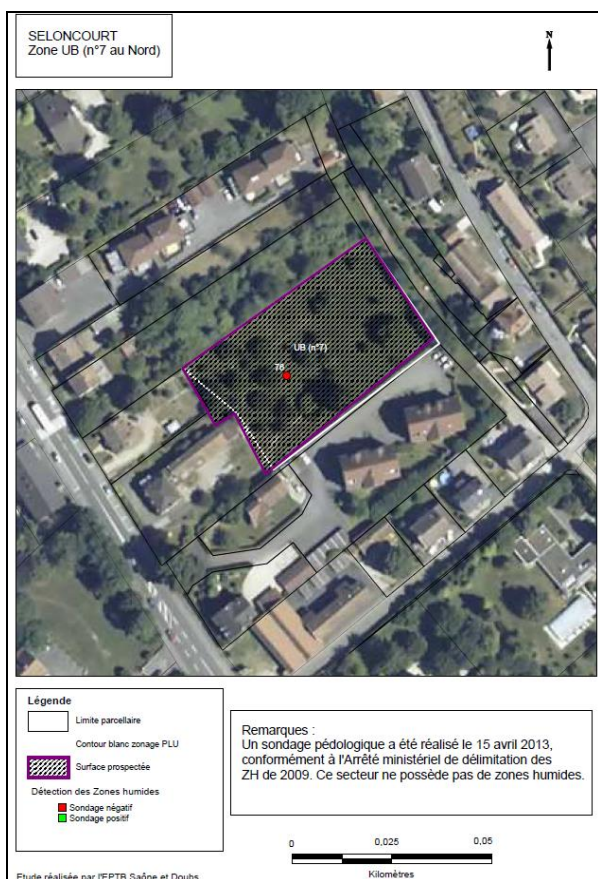 SELONCOURT
Zone UB (n°7 au Nord)
N
UB (n°7)
78
Légende
Limite parcellaire
Contour blanc zonage PLU
Surface prospectée
Détection des Zones humides
Sondage négatif
Sondage positif
Remarques :
Un sondage pédologique a été réalisé le 15 avril 2013,
conformément à l'Arrêté ministériel de délimitation des
ZH de 2009. Ce secteur ne possède pas de zones humides.
0 0,025 0,05
Kilomètres
Etude réalisée par l'EPTB Saône et Doubs